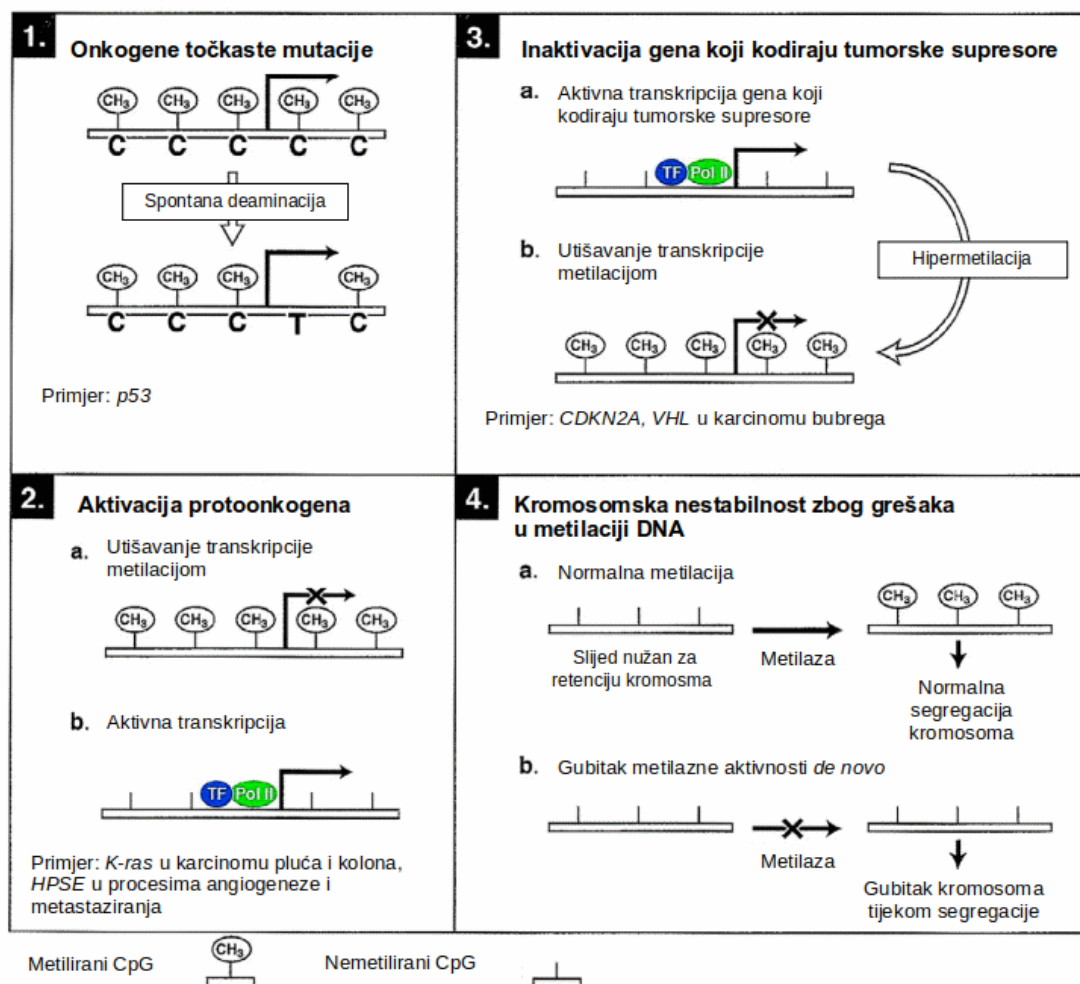 1.
Onkogene točkaste mutacije
CH₃ CH₃ CH₃ CH₃ CH₃
C C C C C
Spontana deaminacija
CH₃ CH₃ CH₃ CH₃
C C C T C
Primjer: p53
2.
Aktivacija protoonkogena
a. Utišavanje transkripcije
metilacijom
CH₃ CH₃ CH₃ CH₃ CH₃
b. Aktivna transkripcija
TF Pol II
Primjer: K-ras u karcinomu pluća i kolona,
HPSE u procesima angiogeneze i
metastaziranja
3.
Inaktivacija gena koji kodiraju tumorske supresore
a. Aktivna transkripcija gena koji
kodiraju tumorske supresore
TF Pol II
b. Utišavanje transkripcije
metilacijom
Hipermetilacija
CH₃ CH₃ CH₃ CH₃ CH₃
Primjer: CDKN2A, VHL u karcinomu bubrega
4.
Kromosomska nestabilnost zbog grešaka
u metilaciji DNA
a. Normalna metilacija
CH₃ CH₃ CH₃
Slijed nužan za
retenciju kromosma
Metilaza
Normalna
segregacija
kromosoma
b. Gubitak metilazne aktivnosti de novo
Metilaza
Gubitak kromosoma
tijekom segregacije
Metilirani CpG
CH₃
Nemetilirani CpG